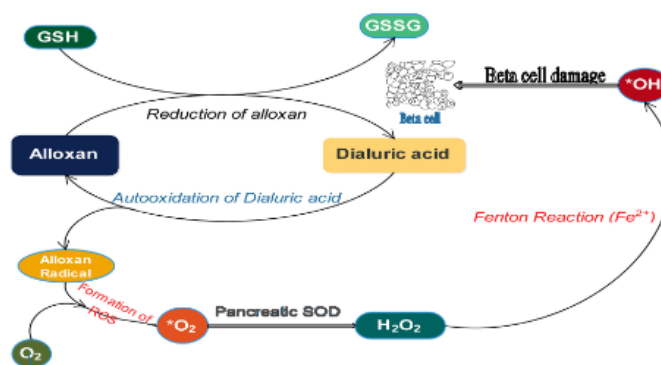 GSH
GSSG
Beta cell damage
*OH
Reduction of alloxan
Beta cell
Alloxan
Dialuric acid
Autooxidation of Dialuric acid
Fenton Reaction (Fe²⁺)
Alloxan
Radical
Formation of
ROS
*O₂
Pancreatic SOD
H₂O₂
O₂